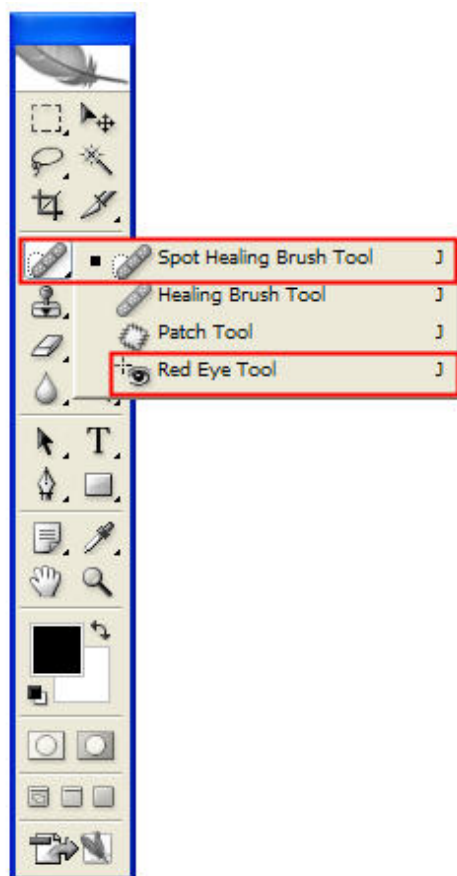 Spot Healing Brush Tool J
Healing Brush Tool J
Patch Tool J
Red Eye Tool J
T